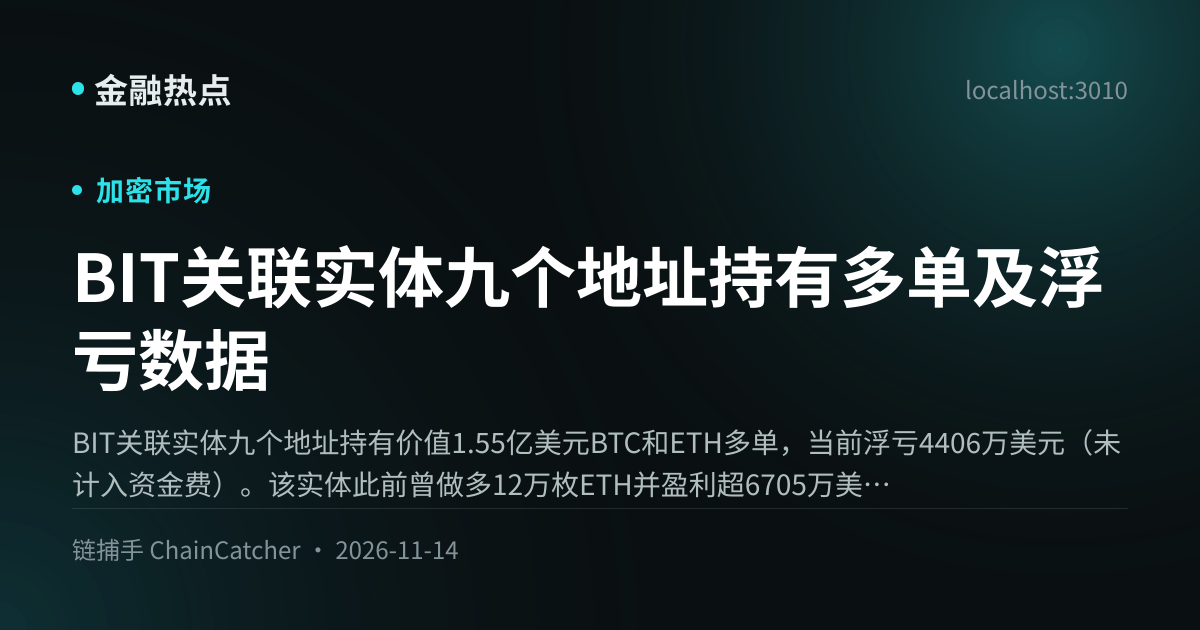 金融热点
localhost:3010
加密市场
BIT关联实体九个地址持有多单及浮
亏数据
BIT关联实体九个地址持有价值1.55亿美元BTC和ETH多单，当前浮亏4406万美元（未
计入资金费）。该实体此前曾做多12万枚ETH并盈利超6705万美…
链捕手 ChainCatcher · 2026-11-14